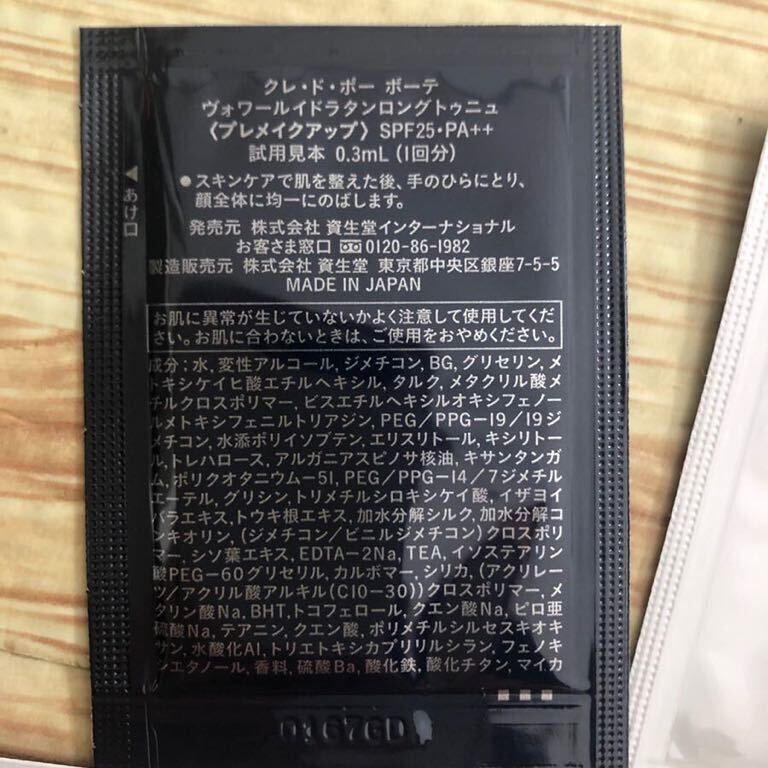 クレ・ド・ポー ボーテ
ヴォワールイドラタンロングトゥニュ
〈プレメイクアップ〉 SPF25・PA++
試用見本 0.3mL (1回分)
●スキンケアで肌を整えた後、手のひらにとり、
顔全体に均一にのばします。
発売元 株式会社 資生堂インターナショナル
お客さま窓口 0120-86-1982
製造販売元 株式会社 資生堂 東京都中央区銀座7-5-5
MADE IN JAPAN
お肌に異常が生じていないかよく注意して使用してくだ
さい。お肌に合わないときは、ご使用をおやめください。
成分:水,変性アルコール,ジメチコン,BG,グリセリン,メ
トキシケイヒ酸エチルヘキシル,タルク,メタクリル酸メ
チルクロスポリマー,ビスエチルヘキシルオキシフェノー
ルメトキシフェニルトリアジン,PEG/PPG-19/19ジ
メチコン,水添ポリイソブテン,エリスリトール,キシリトー
ル,トレハロース,アルガニアスピノサ核油,キサンタンガ
ム,ポリクオタニウム-51,PEG/PPG-14/7ジメチル
エーテル,グリシン,トリメチルシロキシケイ酸,イザヨイ
バラエキス,トウキ根エキス,加水分解シルク,加水分解コ
ンキオリン,(ジメチコン/ビニルジメチコン)クロスポリ
マー,シソ葉エキス,EDTA-2Na,TEA,イソステアリン
酸PEG-60グリセリル,カルボマー,シリカ,(アクリレー
ツ/アクリル酸アルキル(C10-30))クロスポリマー,メ
タリン酸Na,BHT,トコフェロール,クエン酸Na,ピロ亜
硫酸Na,テアニン,クエン酸,ポリメチルシルセスキオキ
サン,水酸化Al,トリエトキシカプリリルシラン,フェノキ
シエタノール,香料,硫酸Ba,酸化鉄,酸化チタン,マイカ
◀あけ口
01676D